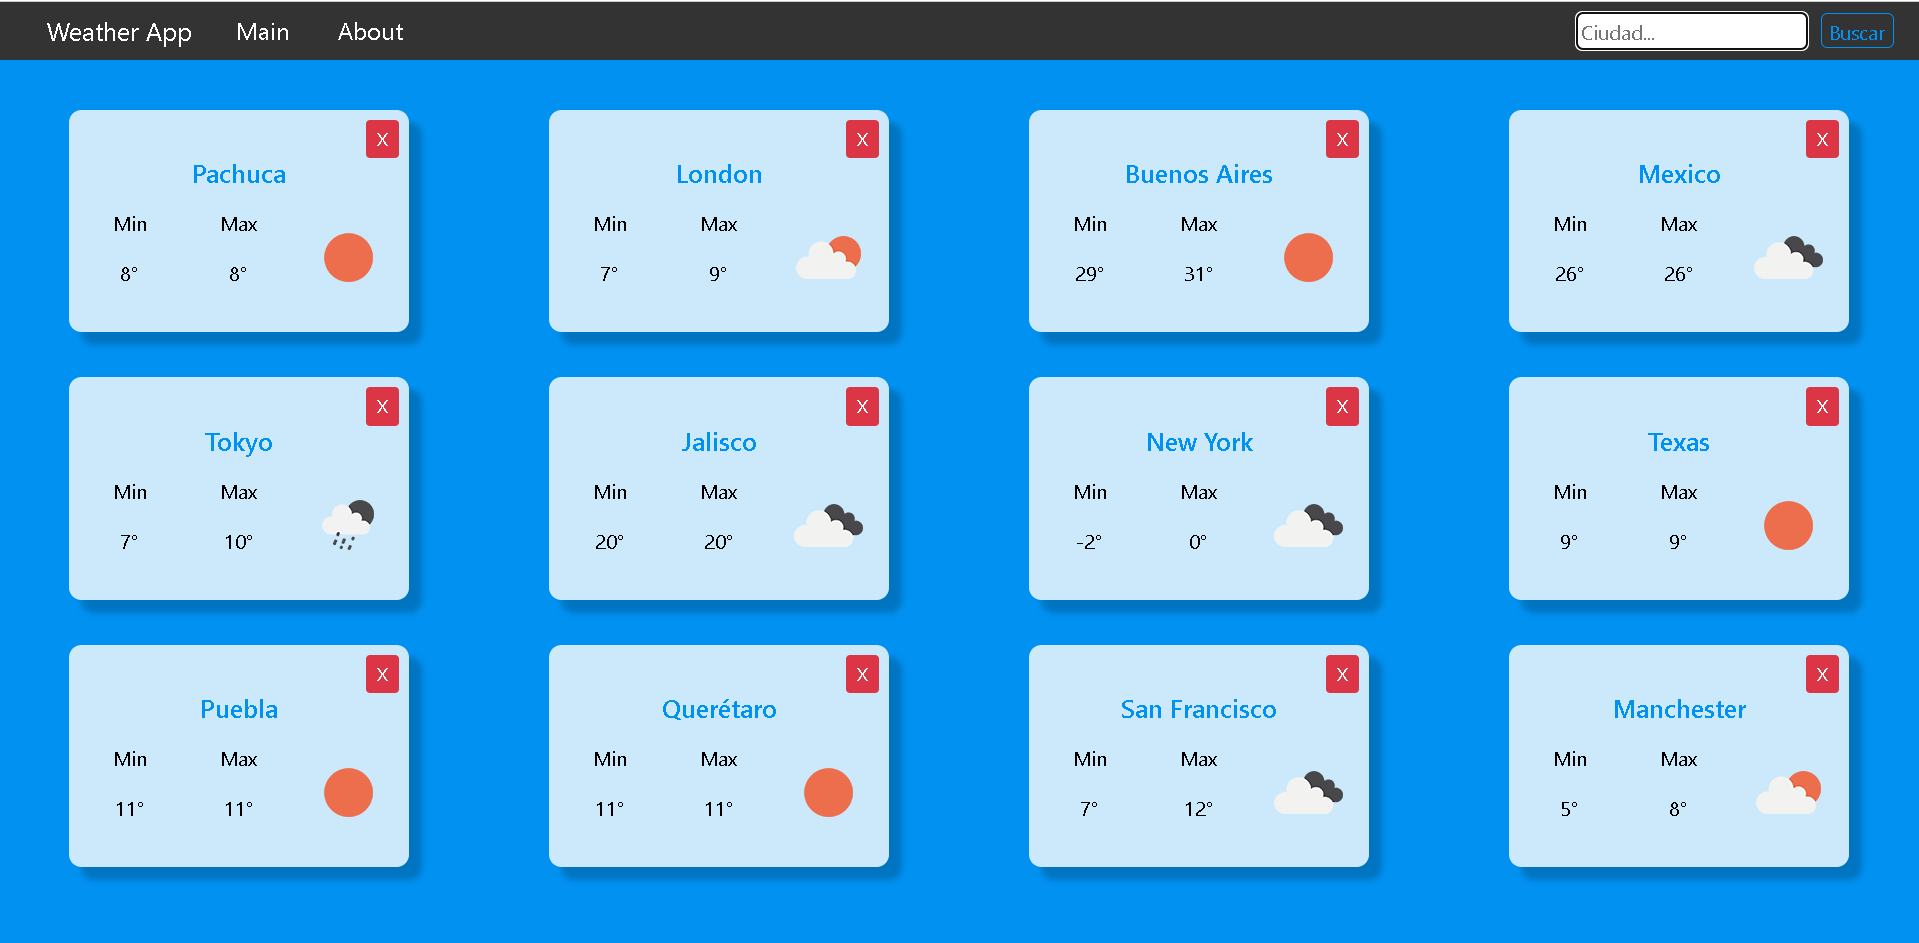 Weather App Main About Ciudad... Buscar
X X X X
Pachuca London Buenos Aires Mexico
Min Max Min Max Min Max Min Max
8° 8° 7° 9° 29° 31° 26° 26°
X X X X
Tokyo Jalisco New York Texas
Min Max Min Max Min Max Min Max
7° 10° 20° 20° -2° 0° 9° 9°
X X X X
Puebla Querétaro San Francisco Manchester
Min Max Min Max Min Max Min Max
11° 11° 11° 11° 7° 12° 5° 8°